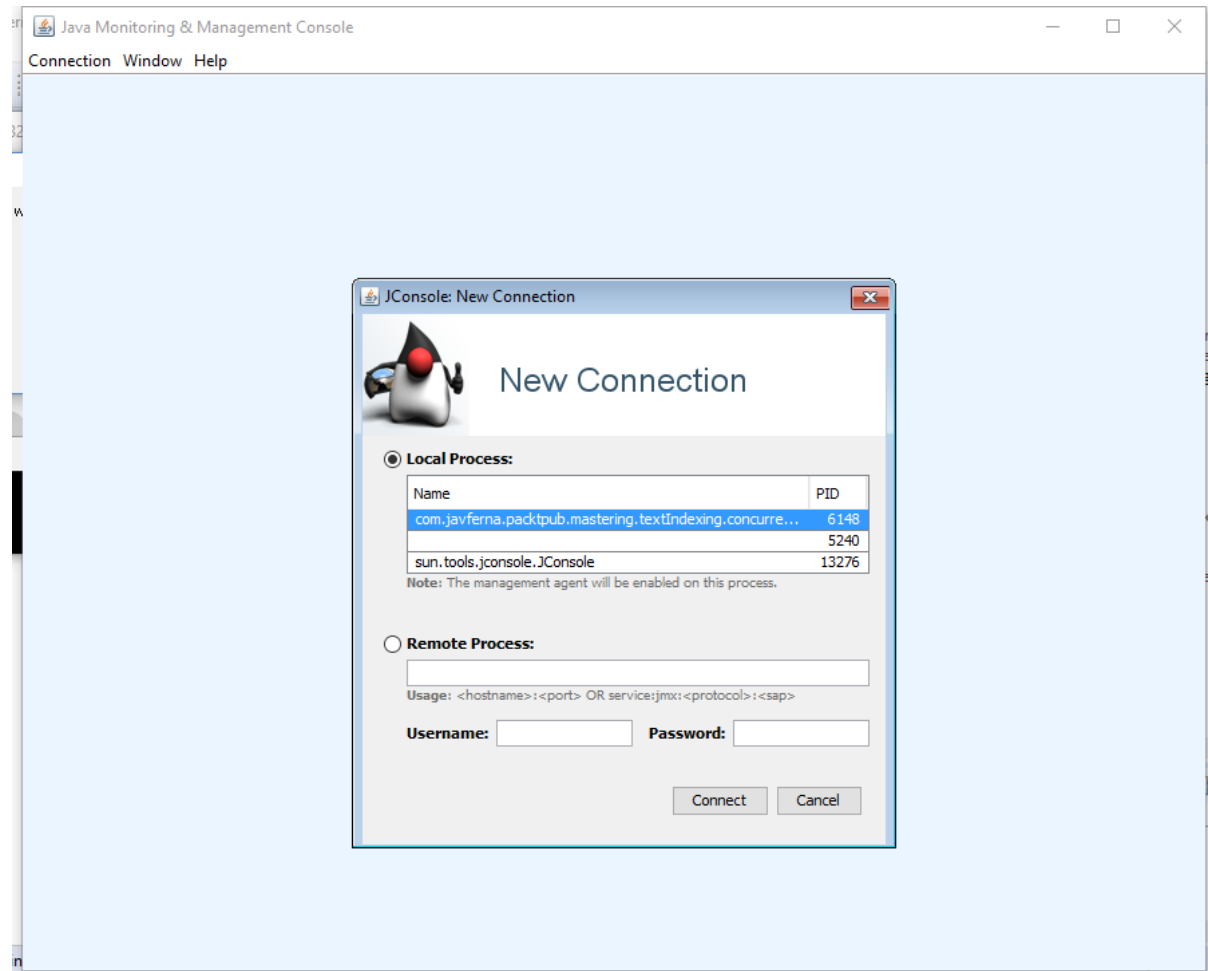 Java Monitoring & Management Console
Connection Window Help
JConsole: New Connection
New Connection
Local Process:
Name PID
com.javferna.packtpub.mastering.textIndexing.concurre... 6148
5240
sun.tools.jconsole.JConsole 13276
Note: The management agent will be enabled on this process.
Remote Process:
Usage: <hostname>:<port> OR service:jmx:<protocol>:<sap>
Username: Password:
Connect Cancel